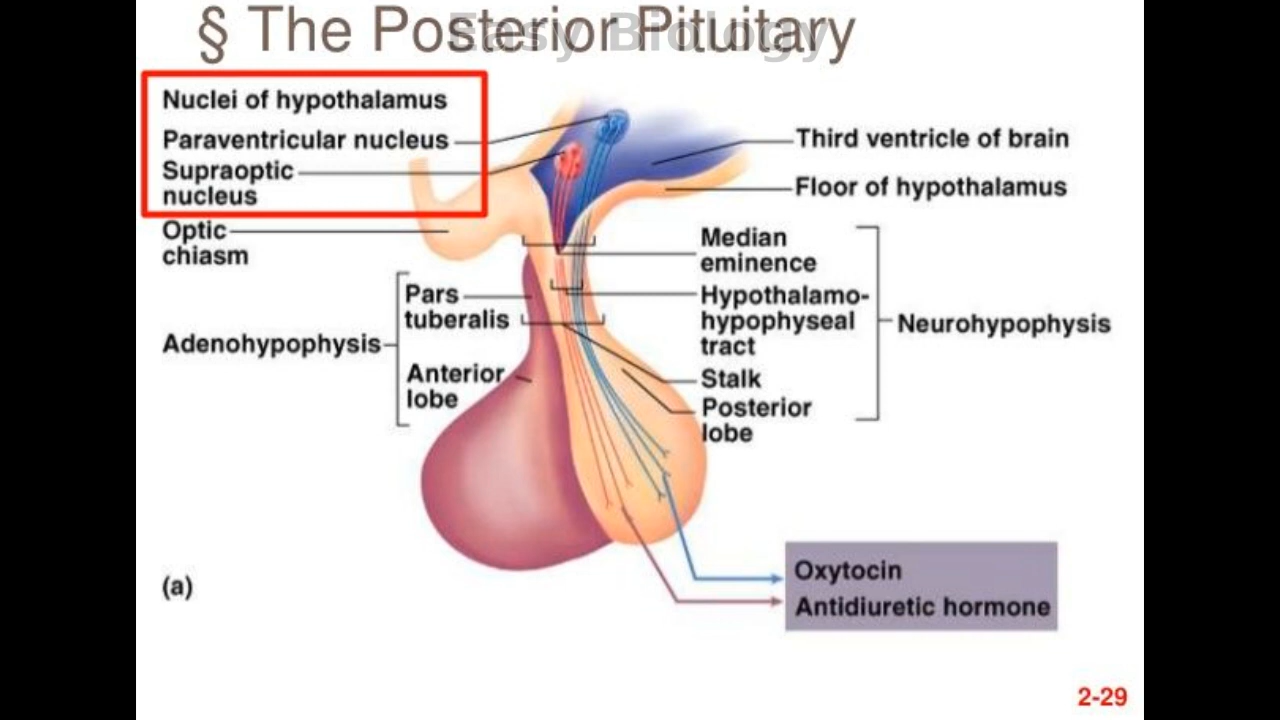 § The Posterior Pituitary
Easy Biology
Nuclei of hypothalamus
Paraventricular nucleus
Supraoptic
nucleus
Optic
chiasm
Third ventricle of brain
Floor of hypothalamus
Median
eminence
Pars
tuberalis
Hypothalamo-
hypophyseal
tract
Neurohypophysis
Adenohypophysis
Anterior
lobe
Stalk
Posterior
lobe
Oxytocin
Antidiuretic hormone
(a)
2-29